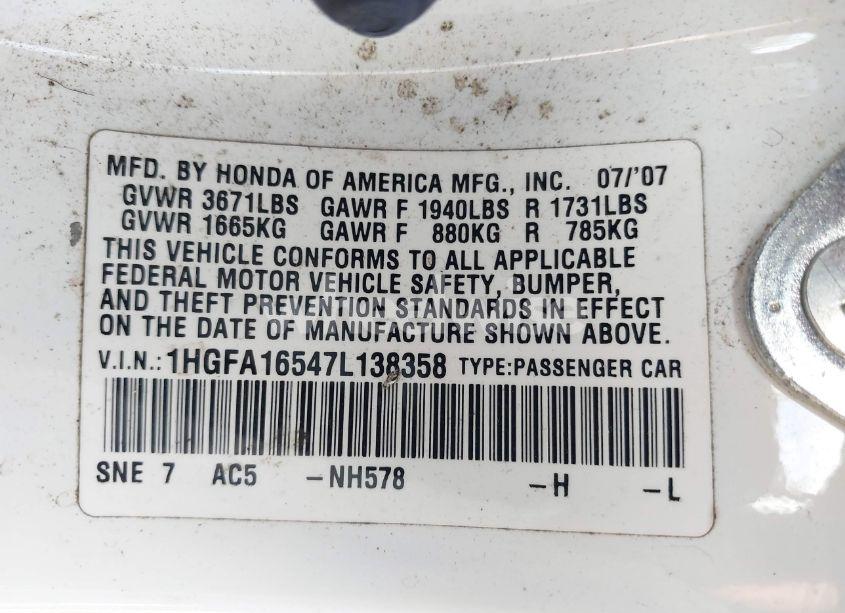 MFD. BY HONDA OF AMERICA MFG., INC. 07/'07
GVWR 3671LBS GAWR F 1940LBS R 1731LBS
GVWR 1665KG GAWR F 880KG R 785KG
THIS VEHICLE CONFORMS TO ALL APPLICABLE
FEDERAL MOTOR VEHICLE SAFETY, BUMPER,
AND THEFT PREVENTION STANDARDS IN EFFECT
ON THE DATE OF MANUFACTURE SHOWN ABOVE.
V.I.N.: 1HGFA16547L138358 TYPE:PASSENGER CAR
SNE 7 AC5 -NH578 -H -L